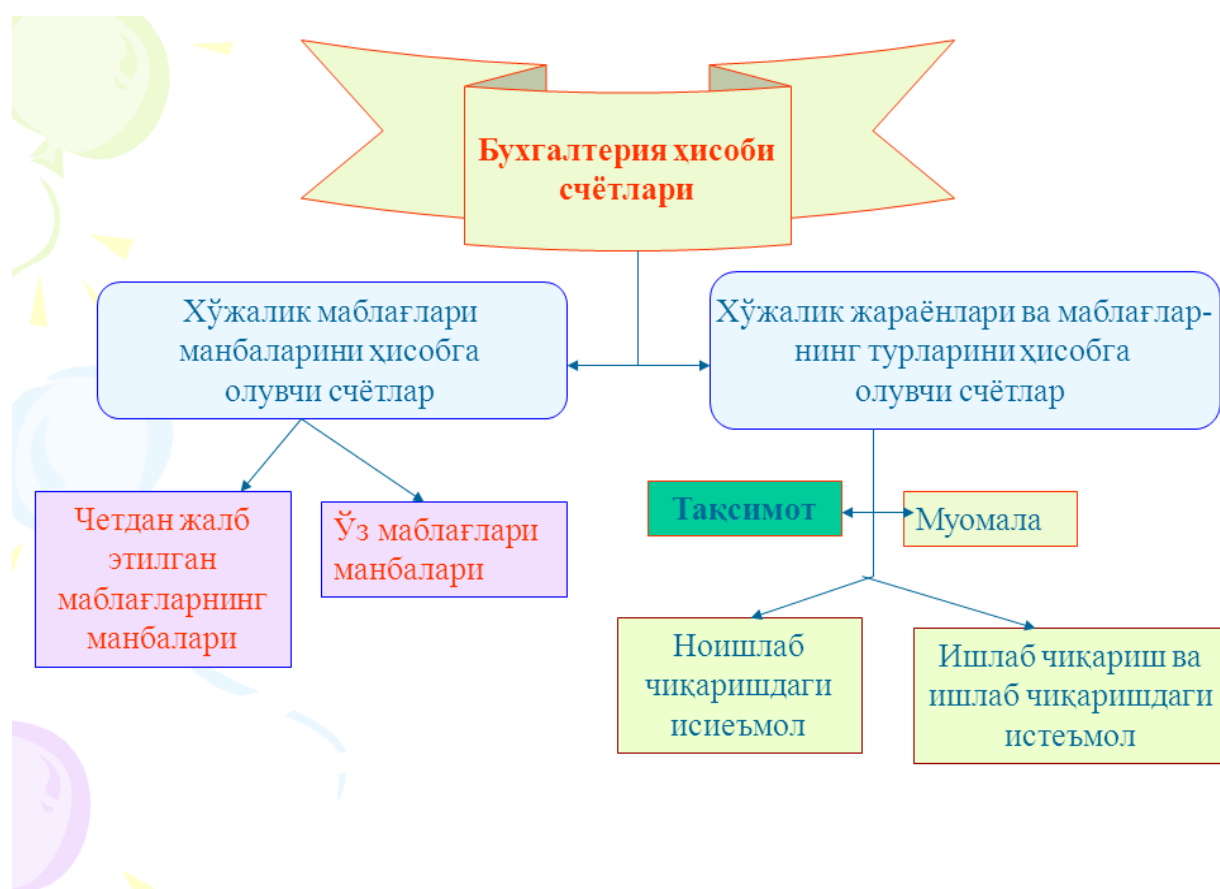 Бухгалтерия ҳисоби
счётлари
Хўжалик маблағлари
манбаларини ҳисобга
олувчи счётлар
Хўжалик жараёнлари ва маблағлар-
нинг турларини ҳисобга
олувчи счётлар
Четдан жалб
этилган
маблағларнинг
манбалари
Ўз маблағлари
манбалари
Тақсимот
Муомала
Ноишлаб
чиқаришдаги
исиеъмол
Ишлаб чиқариш ва
ишлаб чиқаришдаги
истеъмол